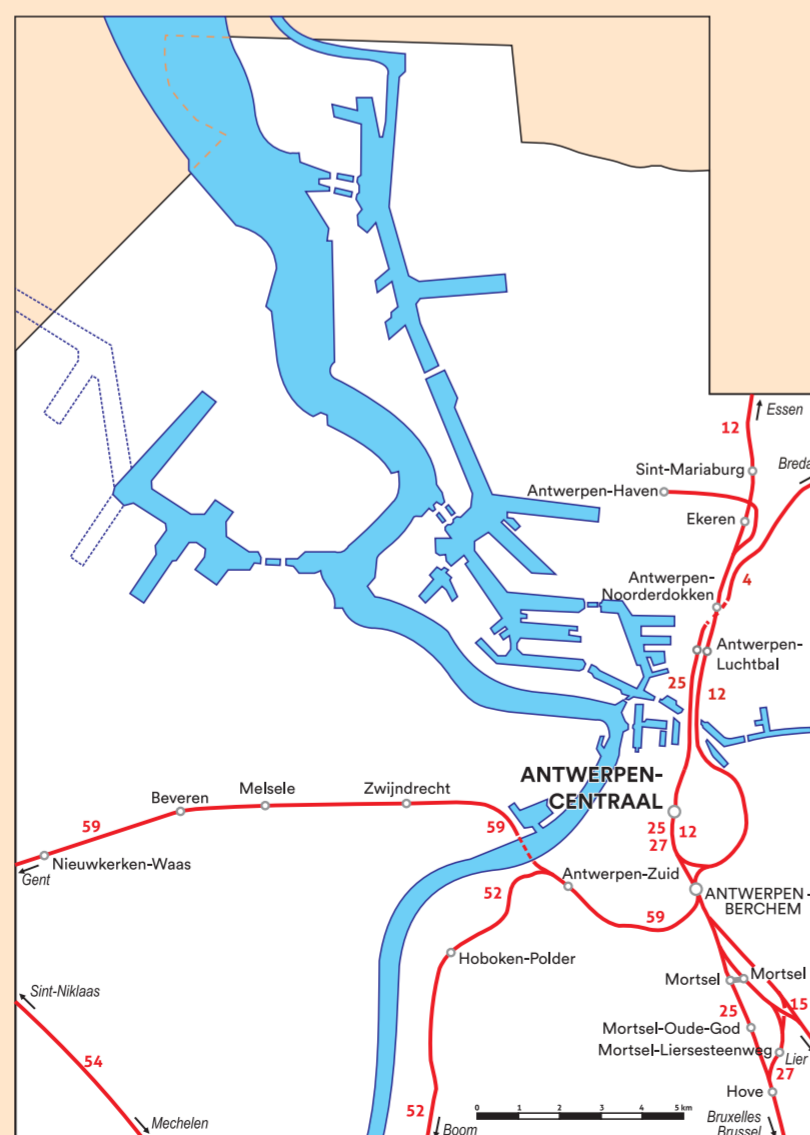 Essen
12
Sint-Mariaburg
Breda
Antwerpen-Haven
Ekeren
4
Antwerpen-
Noorderdokken
Antwerpen-
Luchtbal
25
12
ANTWERPEN-
CENTRAAL
Zwijndrecht
Melsele
Beveren
59
59
25
12
27
Nieuwkerken-Waas
Gent
Antwerpen-Zuid
52
59
ANTWERPEN-
BERCHEM
Hoboken-Polder
Mortsel
Mortsel
Sint-Niklaas
15
25
Mortsel-Oude-God
Mortsel-Liersesteenweg
Lier
54
27
Hove
52
0 1 2 3 4 5 km
Mechelen
Boom
Bruxelles
Brussel